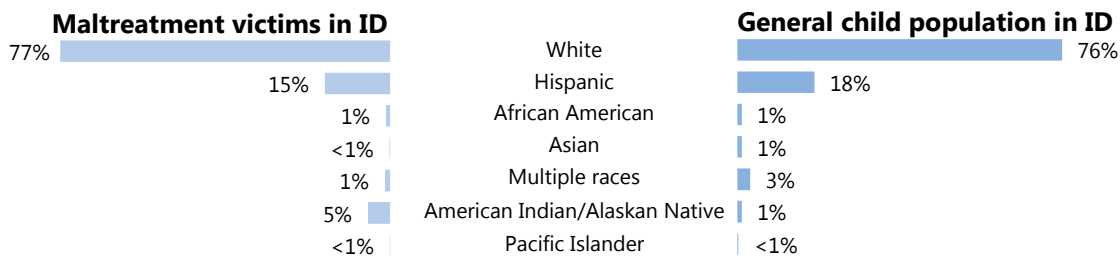 Maltreatment victims in ID General child population in ID
77% White 76%
15% Hispanic 18%
1% African American 1%
<1% Asian 1%
1% Multiple races 3%
5% American Indian/Alaskan Native 1%
<1% Pacific Islander <1%